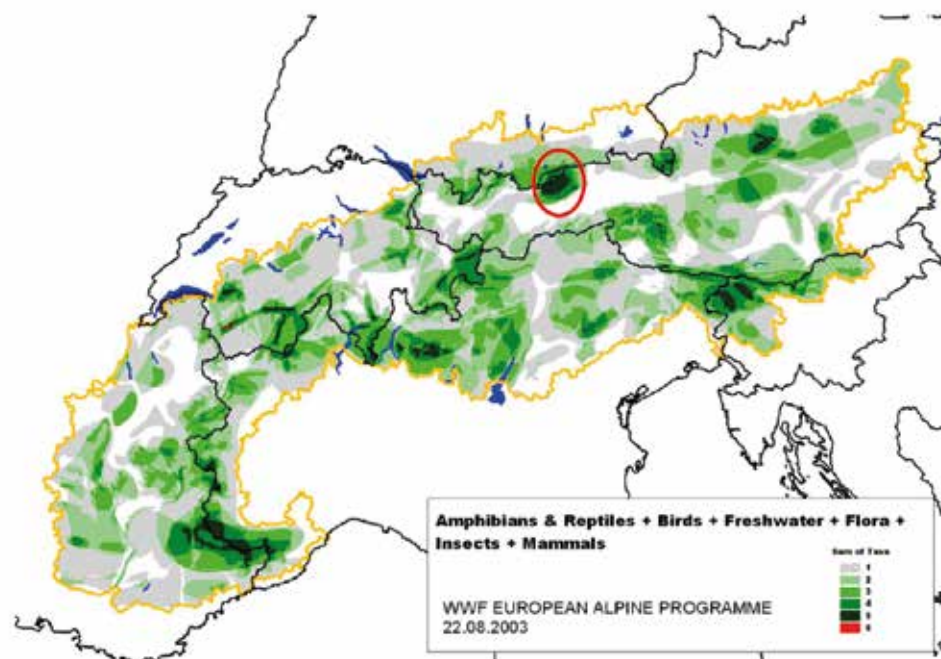 Amphibians & Reptiles + Birds + Freshwater + Flora +
Insects + Mammals
Sum of Taxa
1
2
3
4
5
6
WWF EUROPEAN ALPINE PROGRAMME
22.08.2003